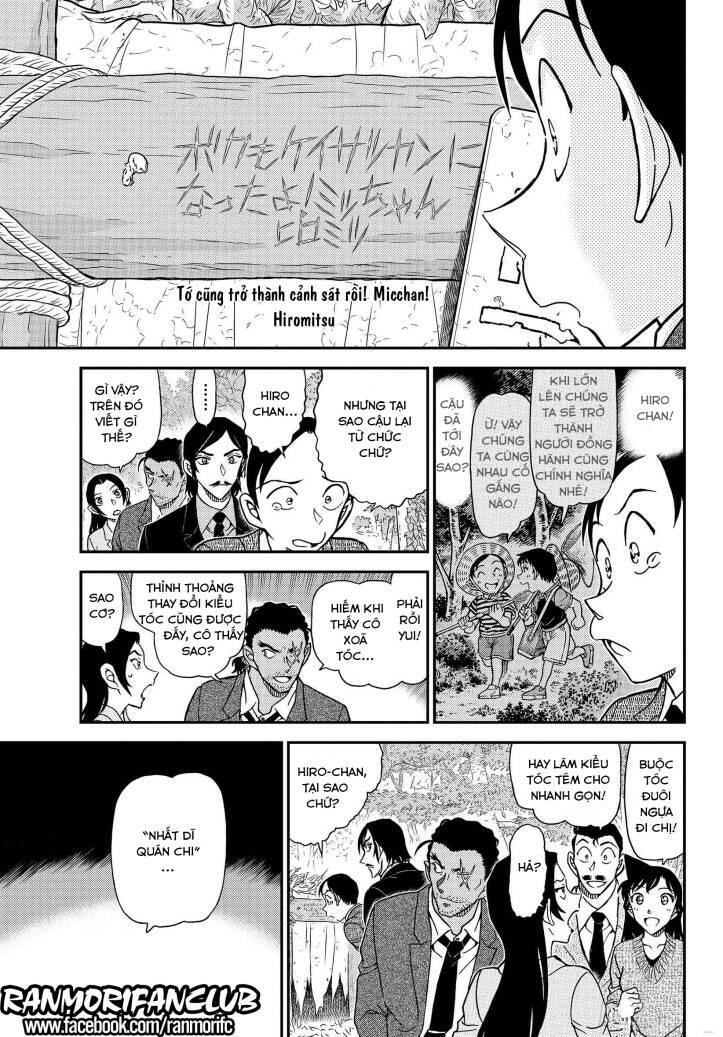 ボクもケイサツカンに
なったよミッちゃん
ヒロミツ
Tớ cũng trở thành cảnh sát rồi! Micchan!
Hiromitsu
HIRO
CHAN!
KHI LỚN
LÊN CHÚNG
TA SẼ TRỞ
THÀNH
NGƯỜI ĐỒNG
HÀNH CÙNG
CHÍNH NGHĨA
NHÉ!
Ừ! VẬY
CHÚNG
TA CÙNG
NHAU CỐ
GẮNG
NÀO!
CẬU
ĐÃ
TỚI
ĐÂY SAO?
NHƯNG TẠI
SAO CẬU LẠI
TỪ CHỨC
CHỨ?
HIRO
CHAN...
......
GÌ VẬY?
TRÊN ĐÓ
VIẾT GÌ
THẾ?
PHẢI
RỒI
YUI!
HIẾM KHI
THẤY CÔ
XOÃ
TÓC...
THỈNH THOẢNG
THAY ĐỔI KIỂU
TÓC CŨNG ĐƯỢC
ĐẤY, CÔ THẤY
SAO?
SAO
CƠ?
BUỘC
TÓC
ĐUÔI
NGỰA
ĐI CHỊ!
HAY LÀM KIỂU
TÓC TÉM CHO
NHANH GỌN!
HẢ?
HIRO-CHAN,
TẠI SAO
CHỨ?
"NHẤT DĨ
QUÁN CHI"
...
RANMORIFANCLUB
www.facebook.com/ranmorifc